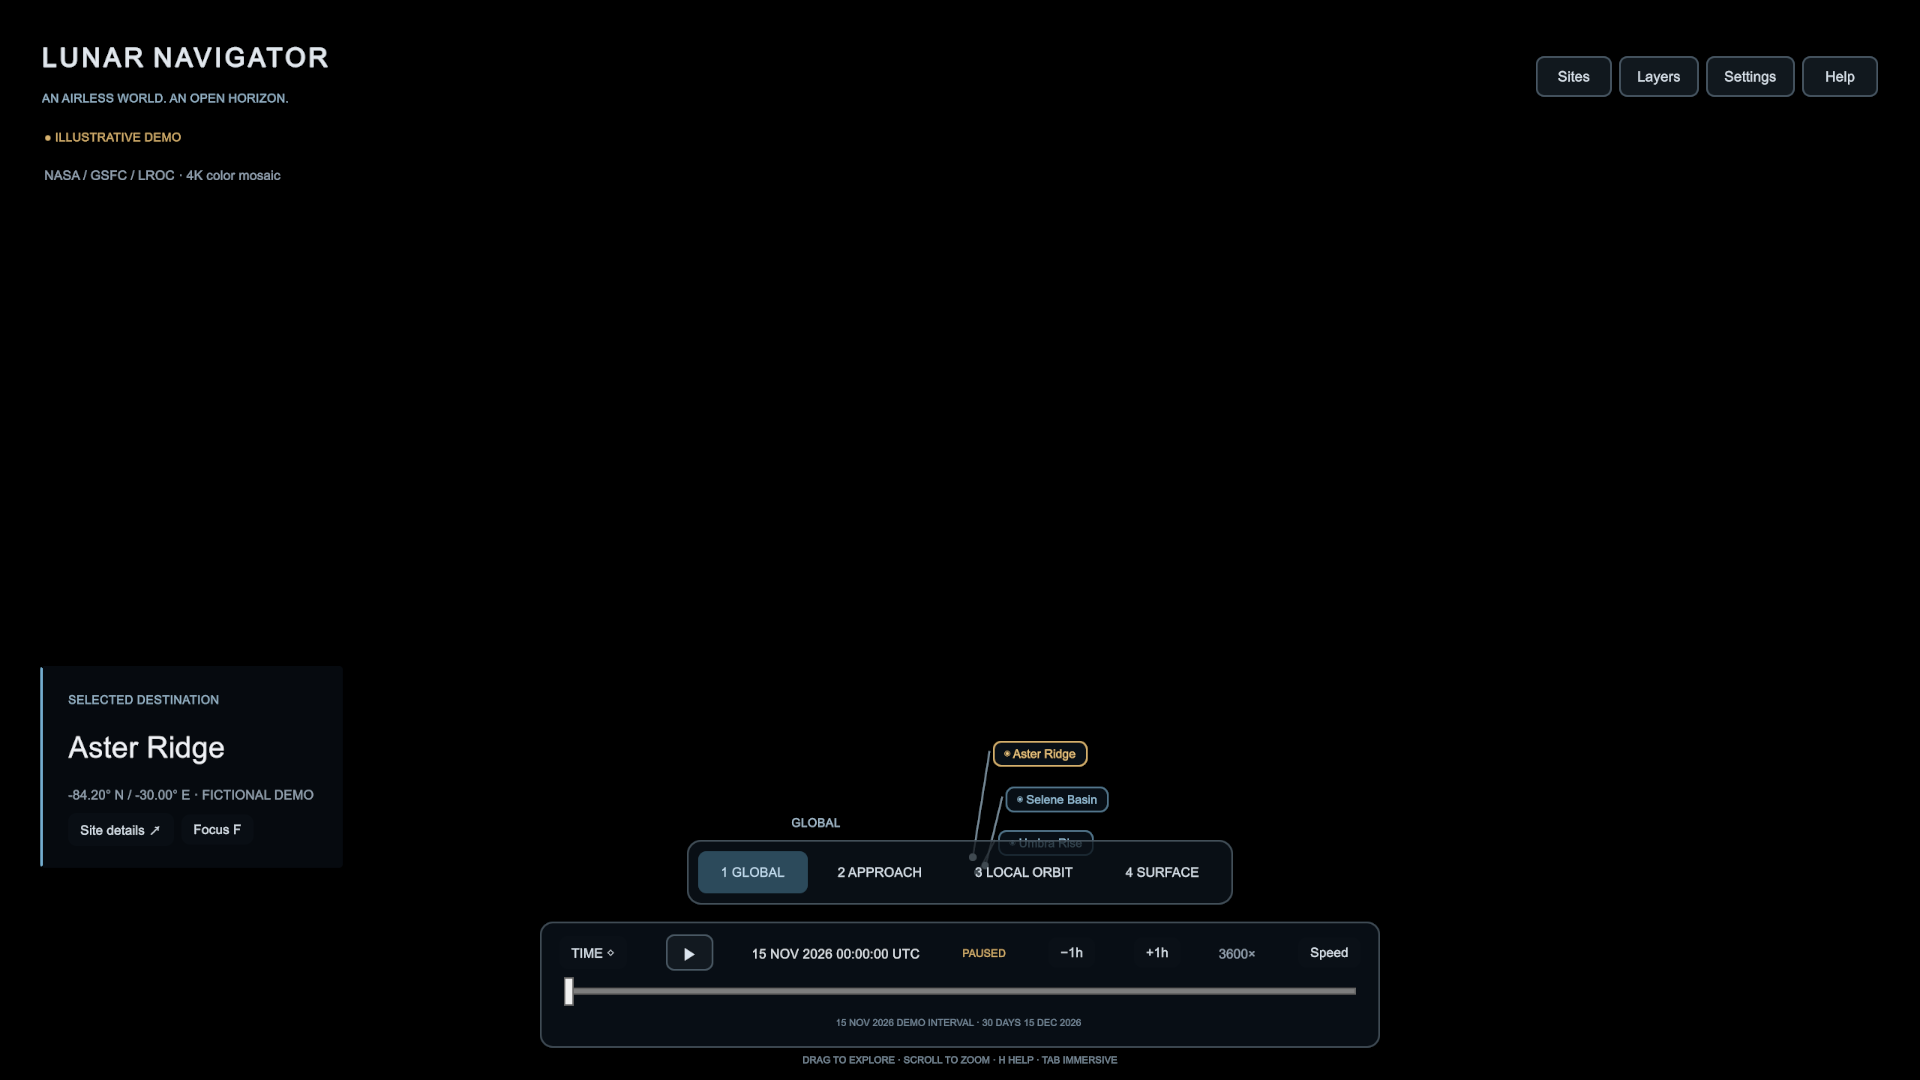 LUNAR NAVIGATOR
AN AIRLESS WORLD. AN OPEN HORIZON.
● ILLUSTRATIVE DEMO
NASA / GSFC / LROC · 4K color mosaic
Sites
Layers
Settings
Help
SELECTED DESTINATION
Aster Ridge
-84.20° N / -30.00° E · FICTIONAL DEMO
Site details ↗
Focus F
Aster Ridge
Selene Basin
Umbra Rise
GLOBAL
1 GLOBAL
2 APPROACH
3 LOCAL ORBIT
4 SURFACE
TIME ◇
15 NOV 2026 00:00:00 UTC
PAUSED
−1h
+1h
3600×
Speed
15 NOV 2026 DEMO INTERVAL · 30 DAYS 15 DEC 2026
DRAG TO EXPLORE · SCROLL TO ZOOM · H HELP · TAB IMMERSIVE